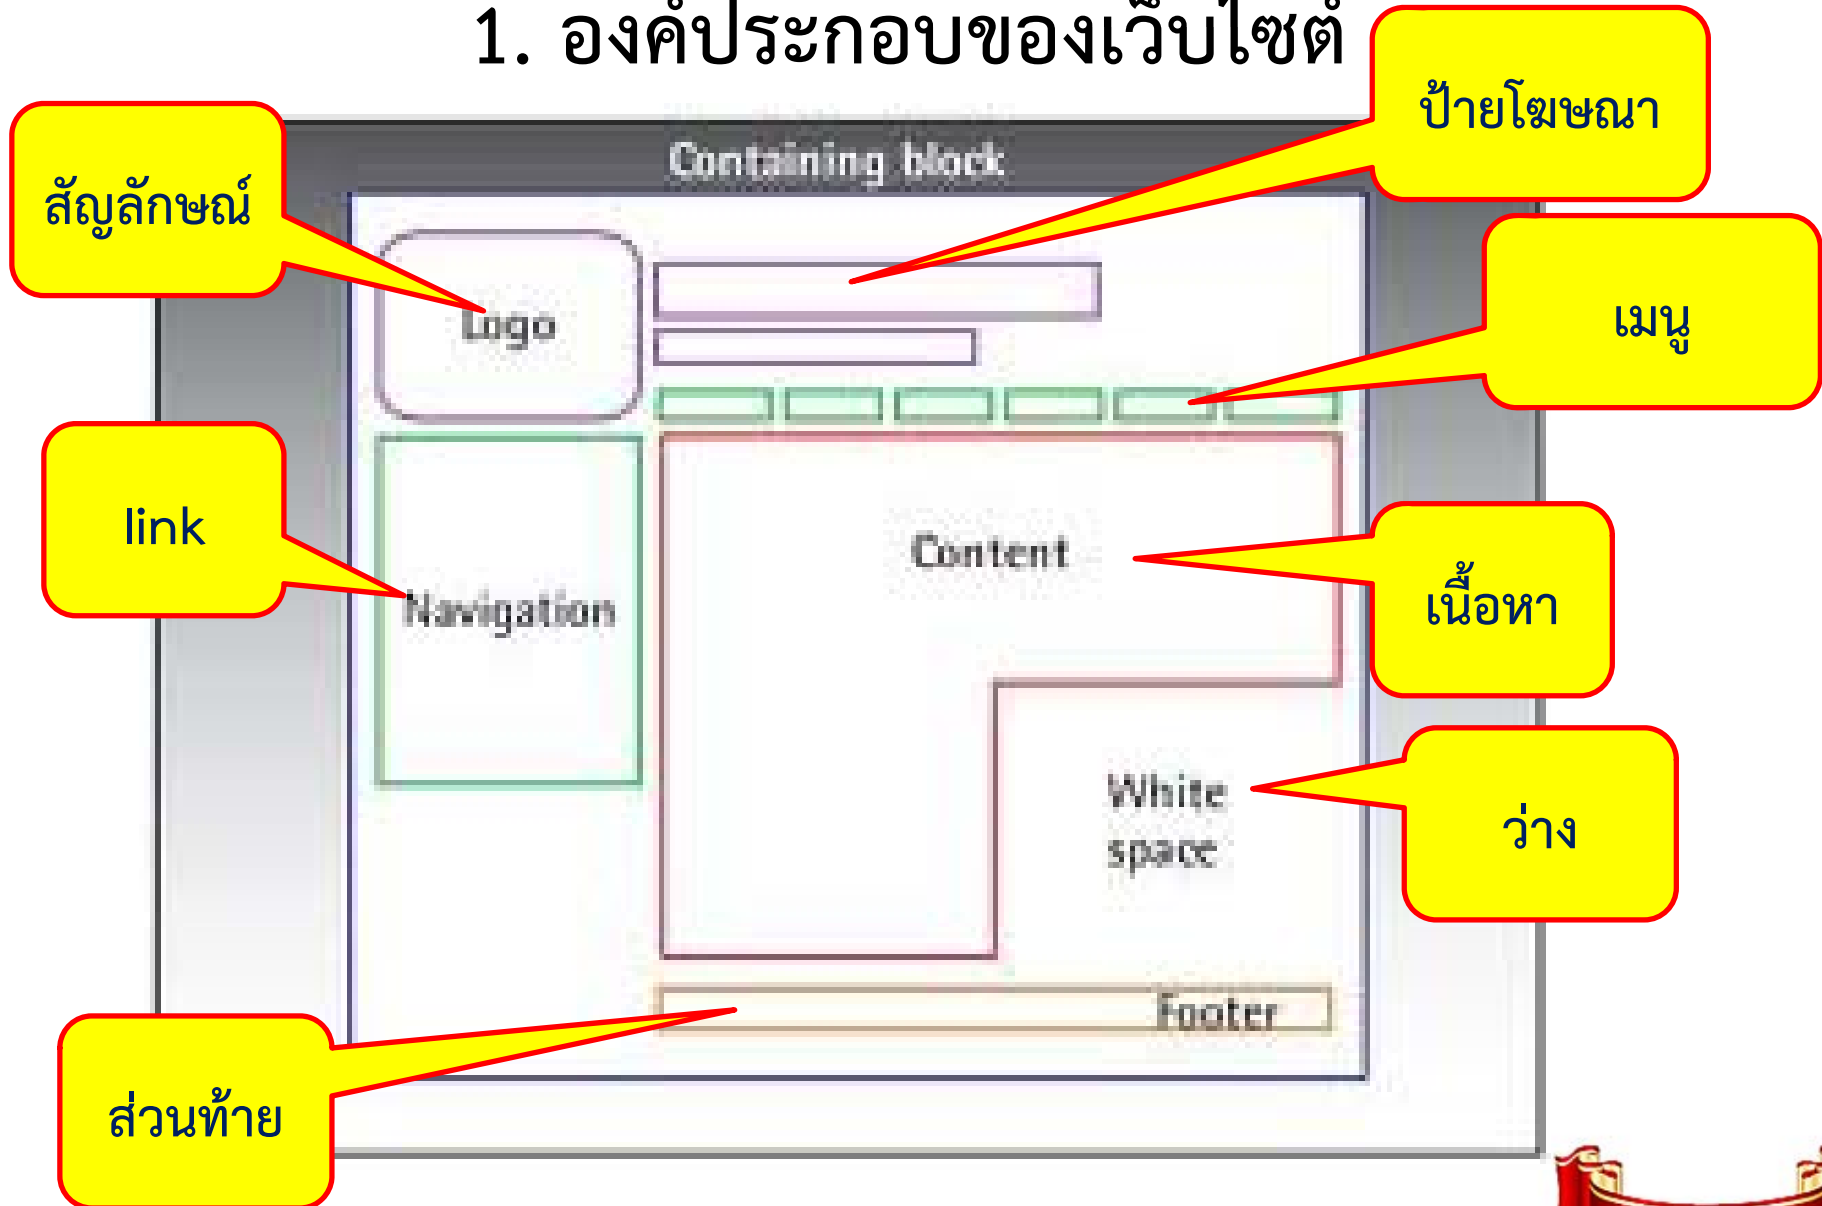 1. องค์ประกอบของเว็บไซต์
ป้ายโฆษณา
Containing block
สัญลักษณ์
Logo
เมนู
link
Navigation
Content
เนื้อหา
White
space
ว่าง
Footer
ส่วนท้าย